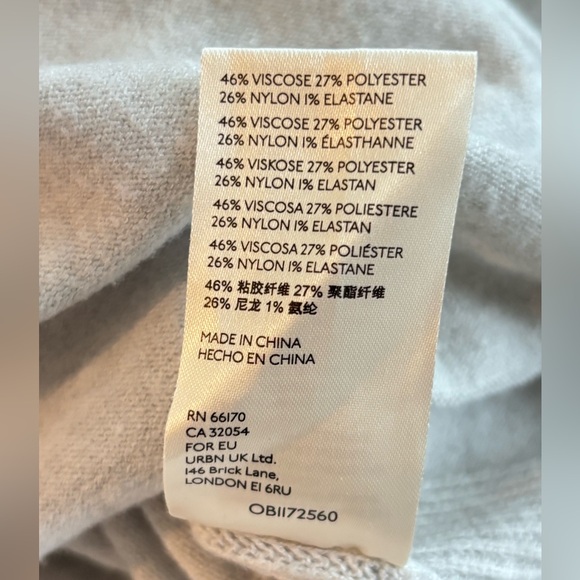 46% VISCOSE 27% POLYESTER
26% NYLON 1% ELASTANE
46% VISCOSE 27% POLYESTER
26% NYLON 1% ÉLASTHANNE
46% VISKOSE 27% POLYESTER
26% NYLON 1% ELASTAN
46% VISCOSA 27% POLIESTERE
26% NYLON 1% ELASTAN
46% VISCOSA 27% POLIÉSTER
26% NYLON 1% ELASTANE
46% 粘胶纤维 27% 聚酯纤维
26% 尼龙 1% 氨纶
MADE IN CHINA
HECHO EN CHINA
RN 66170
CA 32054
FOR EU
URBN UK Ltd.
146 Brick Lane,
LONDON E1 6RU
OB1172560